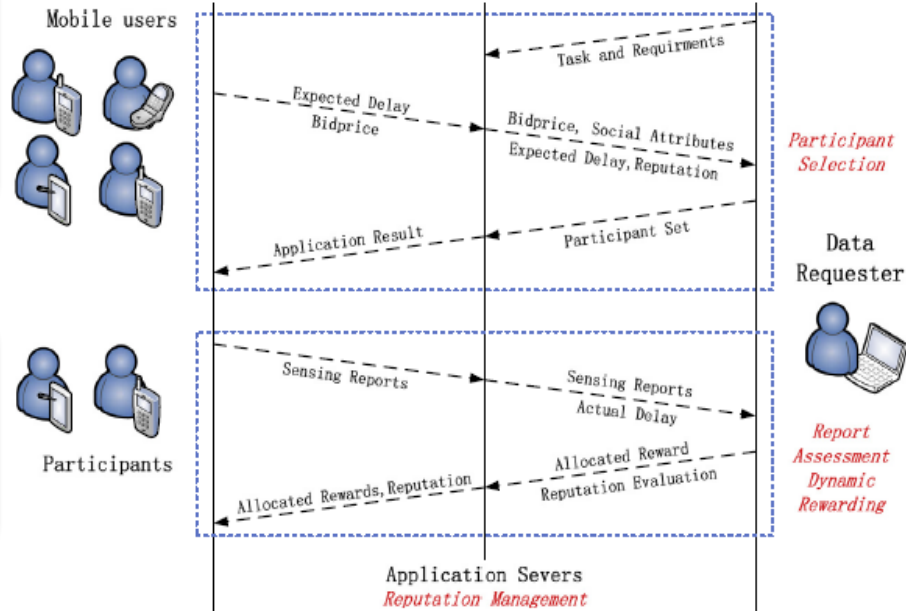 Mobile users
Task and Requirments
Expected Delay
Bidprice
Bidprice, Social Attributes
Expected Delay,Reputation
Participant
Selection
Participant Set
Application Result
Data
Requester
Sensing Reports
Sensing Reports
Actual Delay
Participants
Allocated Reward
Reputation Evaluation
Allocated Rewards,Reputation
Report
Assessment
Dynamic
Rewarding
Application Severs
Reputation Management